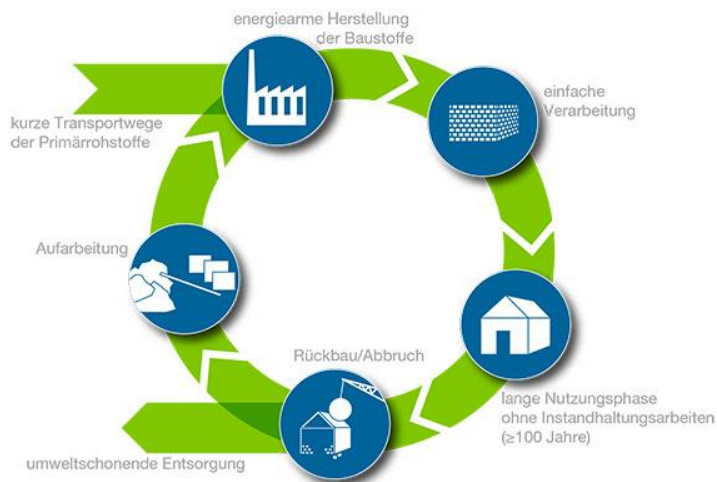 energiearme Herstellung
der Baustoffe
einfache
Verarbeitung
kurze Transportwege
der Primärrohstoffe
Aufarbeitung
Rückbau/Abbruch
lange Nutzungsphase
ohne Instandhaltungsarbeiten
(≥100 Jahre)
umweltschonende Entsorgung